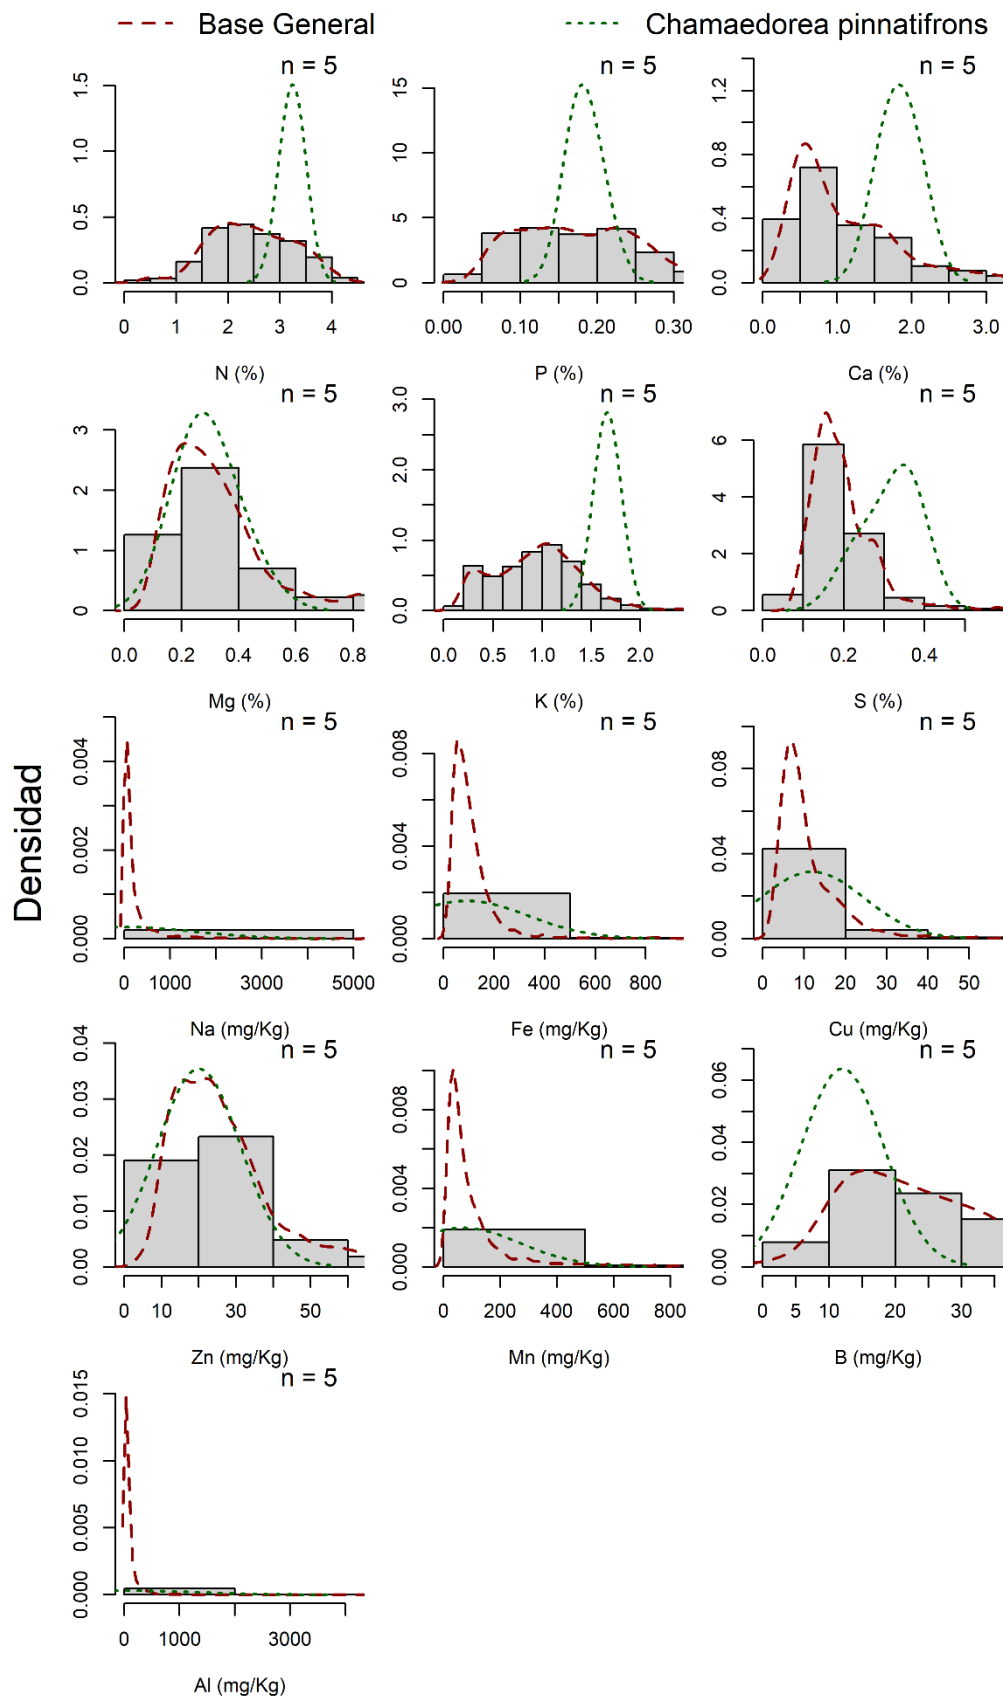 Base General
Chamaedorea pinnatifrons
Densidad
n = 5
0.0 0.5 1.0 1.5
0 1 2 3 4
N (%)
n = 5
0 5 10 15
0.00 0.10 0.20 0.30
P (%)
n = 5
0.0 0.4 0.8 1.2
0.0 1.0 2.0 3.0
Ca (%)
n = 5
0 1 2 3
0.0 0.2 0.4 0.6 0.8
Mg (%)
n = 5
0.0 1.0 2.0 3.0
0.0 0.5 1.0 1.5 2.0
K (%)
n = 5
0 2 4 6
0.0 0.2 0.4
S (%)
n = 5
0.000 0.002 0.004
0 1000 3000 5000
Na (mg/Kg)
n = 5
0.000 0.004 0.008
0 200 400 600 800
Fe (mg/Kg)
n = 5
0.00 0.04 0.08
0 10 20 30 40 50
Cu (mg/Kg)
n = 5
0.00 0.01 0.02 0.03 0.04
0 10 30 50
Zn (mg/Kg)
n = 5
0.000 0.004 0.008
0 200 400 600 800
Mn (mg/Kg)
n = 5
0.00 0.02 0.04 0.06
0 5 10 20 30
B (mg/Kg)
n = 5
0.000 0.005 0.010 0.015
0 1000 3000
Al (mg/Kg)